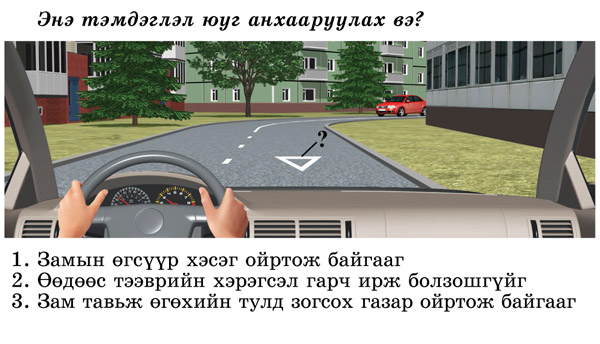 Энэ тэмдэглэл юуг анхааруулах вэ?
?
1. Замын өгсүүр хэсэг ойртож байгааг
2. Өөдөөс тээврийн хэрэгсэл гарч ирж болзошгүйг
3. Зам тавьж өгөхийн тулд зогсох газар ойртож байгааг